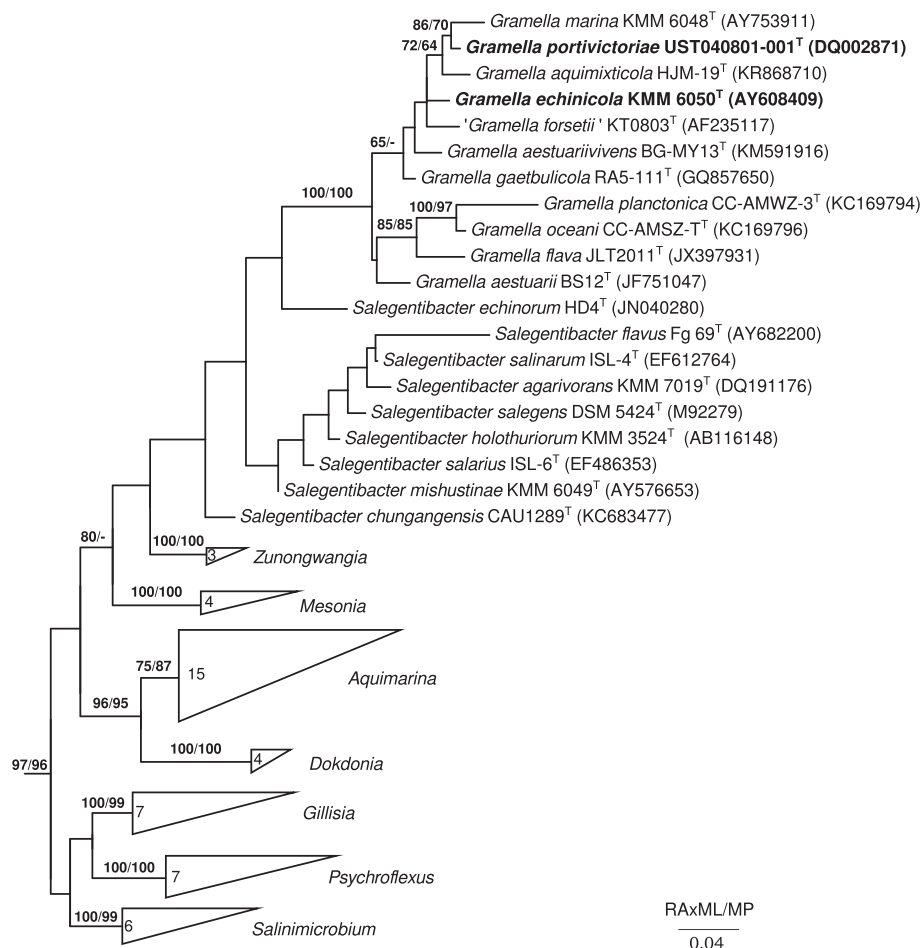 86/70
Gramella marina KMM 6048T (AY753911)
72/64
Gramella portivictoriae UST040801-001T (DQ002871)
Gramella aquimixticola HJM-19T (KR868710)
Gramella echinicola KMM 6050T (AY608409)
'Gramella forsetii' KT0803T (AF235117)
65/-
Gramella aestuariivivens BG-MY13T (KM591916)
Gramella gaetbulicola RA5-111T (GQ857650)
100/100
100/97
Gramella planctonica CC-AMWZ-3T (KC169794)
85/85
Gramella oceani CC-AMSZ-TT (KC169796)
Gramella flava JLT2011T (JX397931)
Gramella aestuarii BS12T (JF751047)
Salegentibacter echinorum HD4T (JN040280)
Salegentibacter flavus Fg 69T (AY682200)
Salegentibacter salinarum ISL-4T (EF612764)
Salegentibacter agarivorans KMM 7019T (DQ191176)
Salegentibacter salegens DSM 5424T (M92279)
Salegentibacter holothuriorum KMM 3524T (AB116148)
Salegentibacter salarius ISL-6T (EF486353)
Salegentibacter mishustinae KMM 6049T (AY576653)
Salegentibacter chungangensis CAU1289T (KC683477)
80/-
100/100
3
Zunongwangia
100/100
4
Mesonia
75/87
15
Aquimarina
96/95
100/100
4
Dokdonia
97/96
100/99
7
Gillisia
100/100
7
Psychroflexus
100/99
6
Salinimicrobium
RAxML/MP
0.04